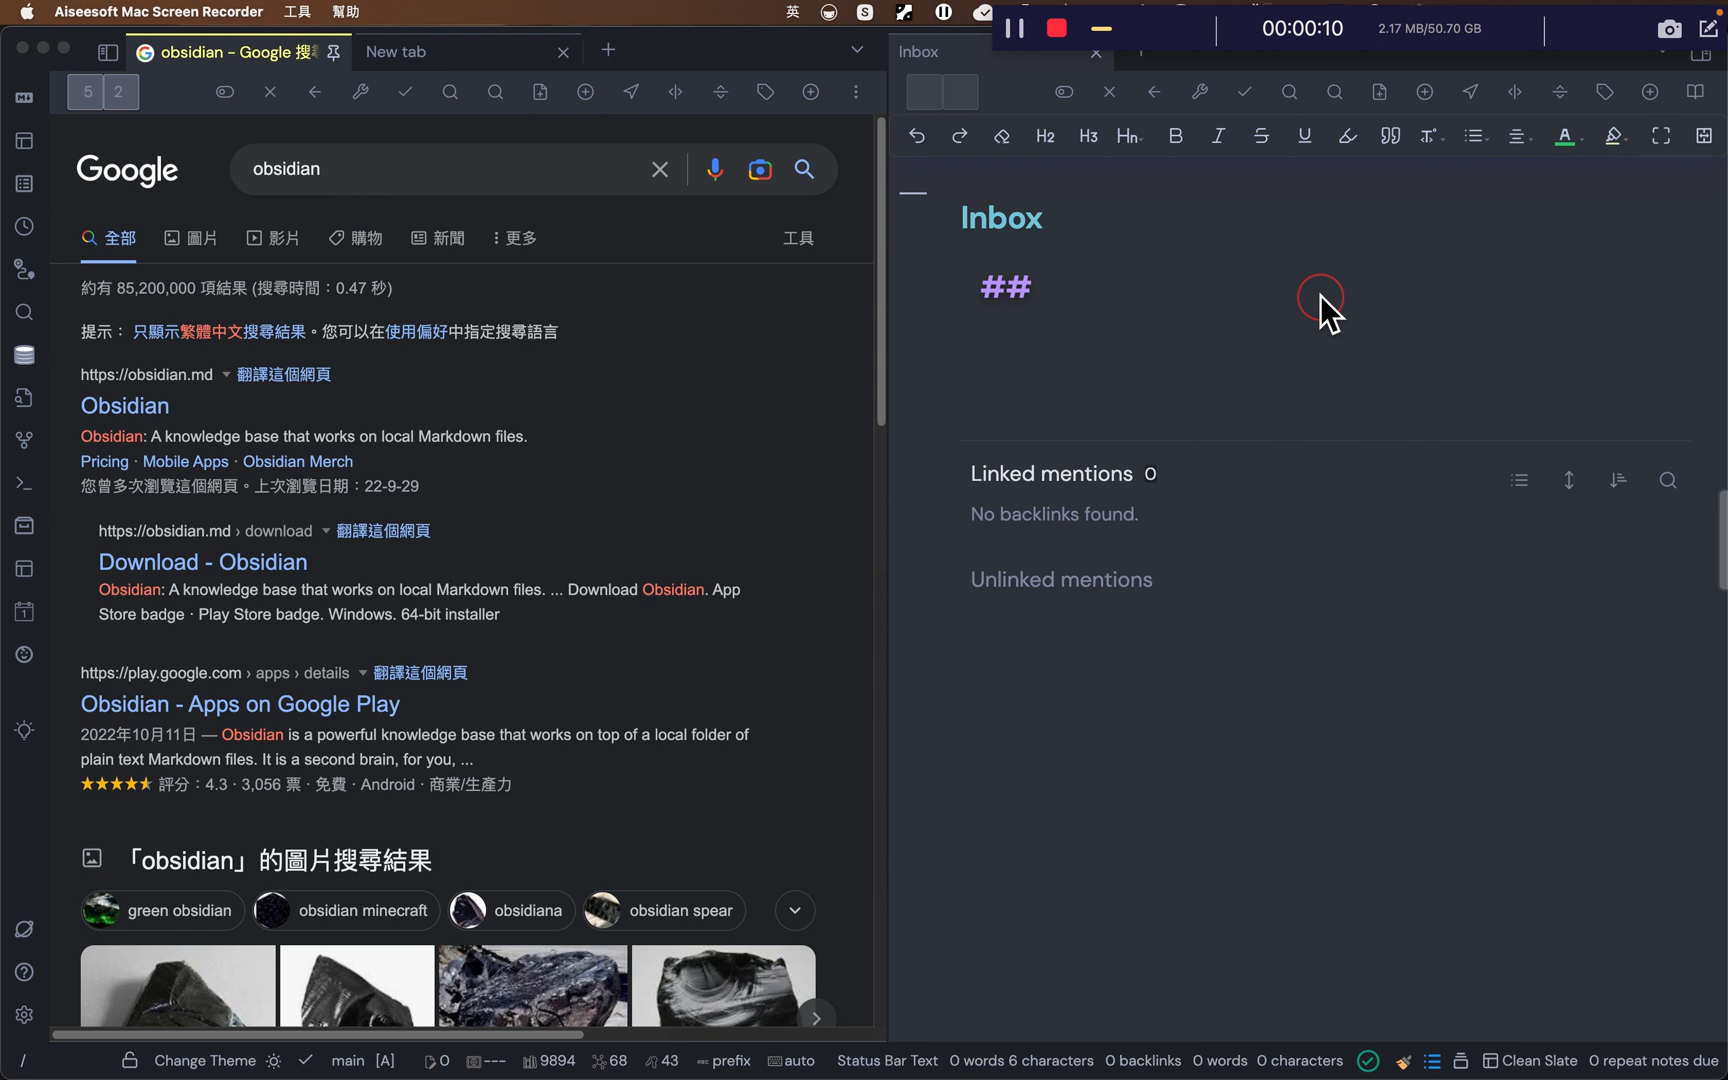 Aiseesoft Mac Screen Recorder 工具 幫助
英
00:00:10
2.17 MB/50.70 GB
obsidian - Google 搜
New tab
Inbox
5 2
H2 H3 Hn B I S U A
Google
obsidian
全部 圖片 影片 購物 新聞 更多 工具
約有 85,200,000 項結果 (搜尋時間：0.47 秒)
提示： 只顯示繁體中文搜尋結果。您可以在使用偏好中指定搜尋語言
https://obsidian.md 翻譯這個網頁
Obsidian
Obsidian: A knowledge base that works on local Markdown files.
Pricing · Mobile Apps · Obsidian Merch
您曾多次瀏覽這個網頁。上次瀏覽日期：22-9-29
https://obsidian.md › download 翻譯這個網頁
Download - Obsidian
Obsidian: A knowledge base that works on local Markdown files. ... Download Obsidian. App
Store badge · Play Store badge. Windows. 64-bit installer
https://play.google.com › apps › details 翻譯這個網頁
Obsidian - Apps on Google Play
2022年10月11日 — Obsidian is a powerful knowledge base that works on top of a local folder of
plain text Markdown files. It is a second brain, for you, ...
評分：4.3 · 3,056 票 · 免費 · Android · 商業/生產力
「obsidian」的圖片搜尋結果
green obsidian
obsidian minecraft
obsidiana
obsidian spear
Inbox
##
Linked mentions 0
No backlinks found.
Unlinked mentions
/ Change Theme main [A] 0 --- 9894 68 43 prefix auto Status Bar Text 0 words 6 characters 0 backlinks 0 words 0 characters Clean Slate 0 repeat notes due